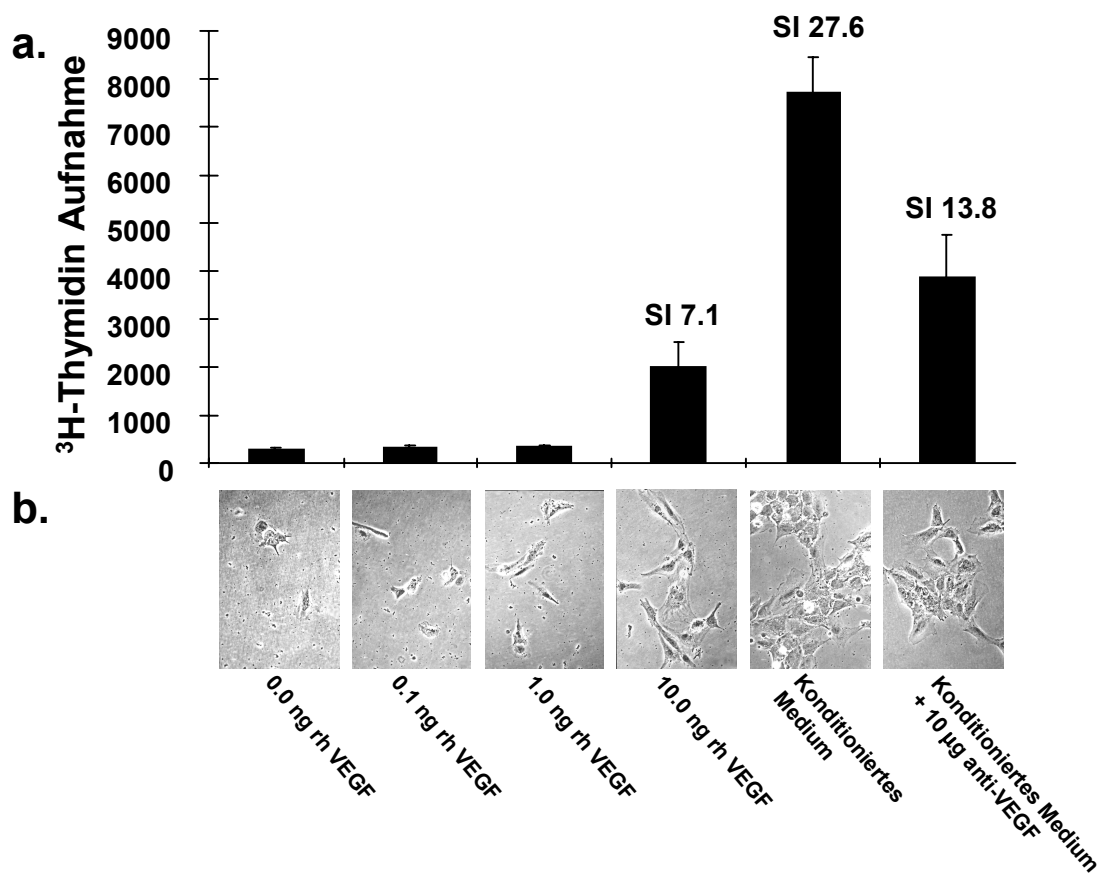 a.
³H-Thymidin Aufnahme
9000
8000
7000
6000
5000
4000
3000
2000
1000
0
SI 7.1
SI 27.6
SI 13.8
b.
0.0 ng rh VEGF
0.1 ng rh VEGF
1.0 ng rh VEGF
10.0 ng rh VEGF
Konditioniertes
Medium
Konditioniertes Medium
+ 10 µg anti-VEGF